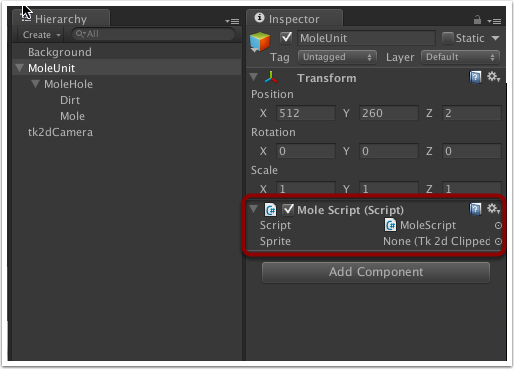 Hierarchy
Create
All
Background
MoleUnit
MoleHole
Dirt
Mole
tk2dCamera
Inspector
MoleUnit
Static
Tag Untagged Layer Default
Transform
Position
X 512 Y 260 Z 2
Rotation
X 0 Y 0 Z 0
Scale
X 1 Y 1 Z 1
Mole Script (Script)
Script MoleScript
Sprite None (Tk 2d Clipped
Add Component